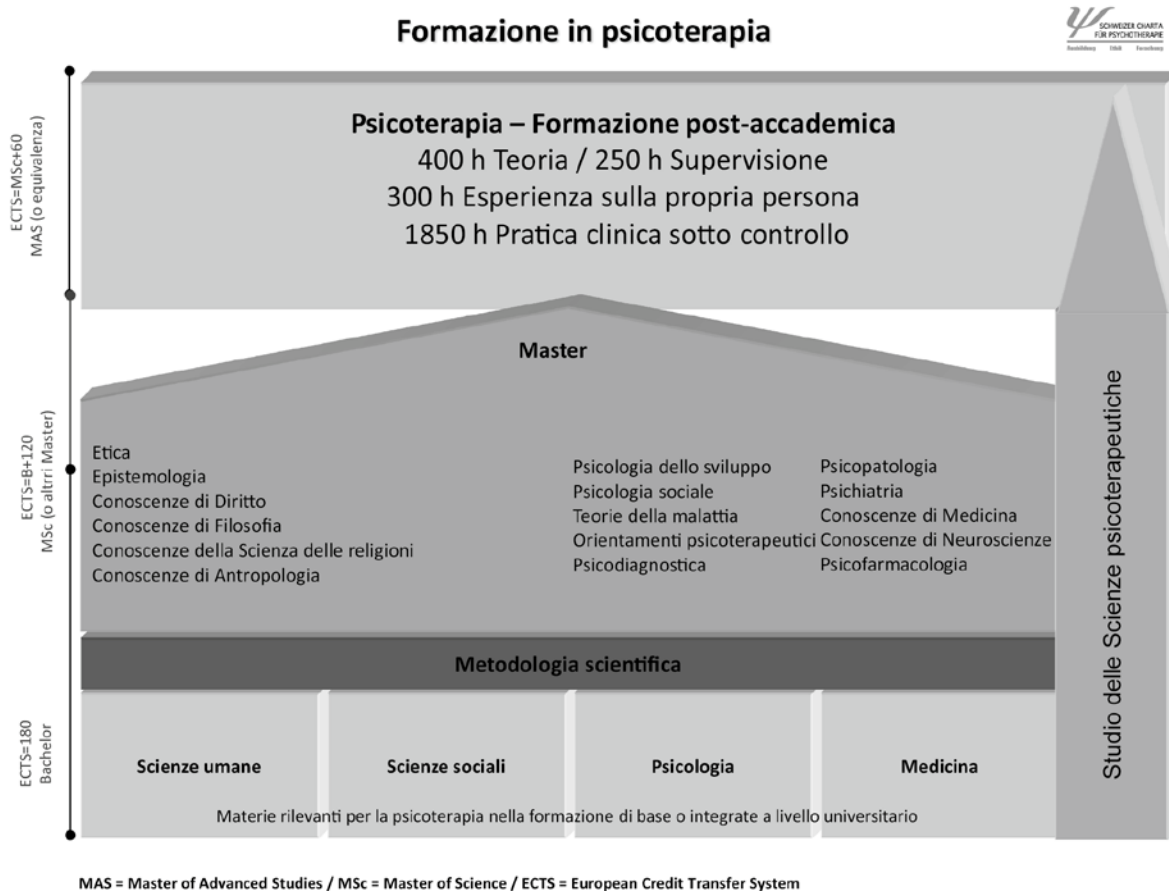 Formazione in psicoterapia
SCHWEIZER CHARTA
FÜR PSYCHOTHERAPIE
Ausbildung Ethik Forschung
ECTS=MSc+60
MAS (o equivalenza)
Psicoterapia – Formazione post-accademica
400 h Teoria / 250 h Supervisione
300 h Esperienza sulla propria persona
1850 h Pratica clinica sotto controllo
ECTS=B+120
MSc (o altrri Master)
Master
Etica
Epistemologia
Conoscenze di Diritto
Conoscenze di Filosofia
Conoscenze della Scienza delle religioni
Conoscenze di Antropologia
Psicologia dello sviluppo
Psicologia sociale
Teorie della malattia
Orientamenti psicoterapeutici
Psicodiagnostica
Psicopatologia
Psichiatria
Conoscenze di Medicina
Conoscenze di Neuroscienze
Psicofarmacologia
Studio delle Scienze psicoterapeutiche
Metodologia scientifica
ECTS=180
Bachelor
Scienze umane
Scienze sociali
Psicologia
Medicina
Materie rilevanti per la psicoterapia nella formazione di base o integrate a livello universitario
MAS = Master of Advanced Studies / MSc = Master of Science / ECTS = European Credit Transfer System